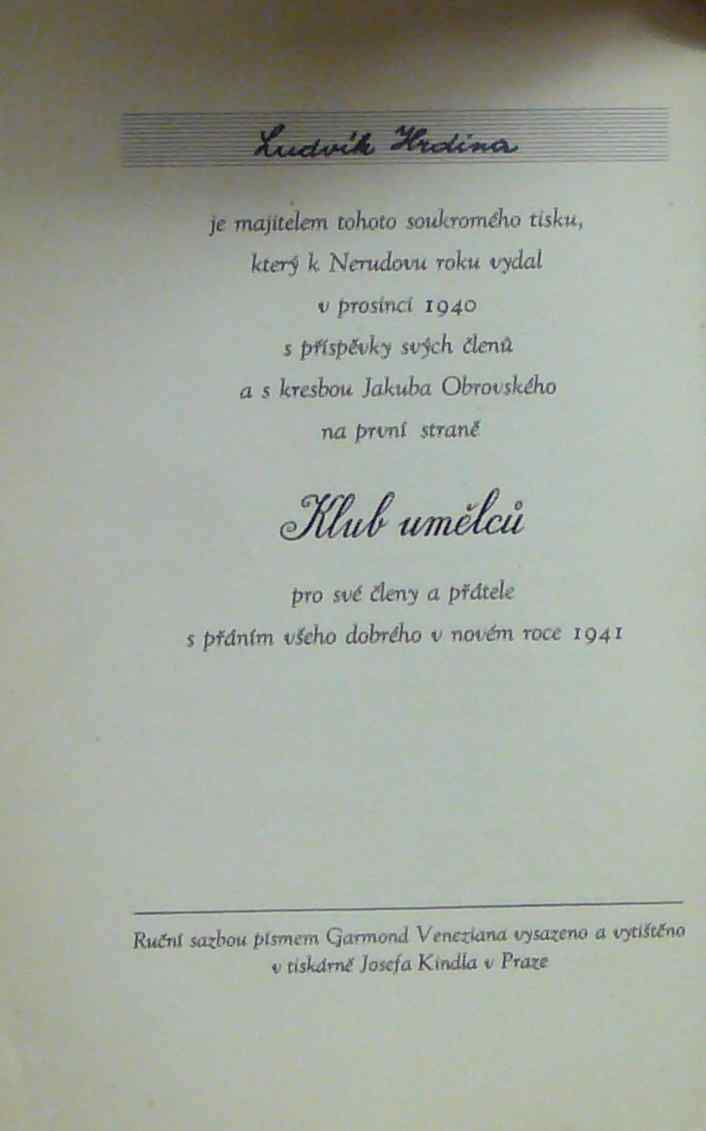 Ludvík Hrdina
je majitelem tohoto soukromého tisku,
který k Nerudovu roku vydal
v prosinci 1940
s příspěvky svých členů
a s kresbou Jakuba Obrovského
na první straně
Klub umělců
pro své členy a přátele
s přáním všeho dobrého v novém roce 1941
Ruční sazbou písmem Garmond Veneziana vysazeno a vytištěno
v tiskárně Josefa Kindla v Praze